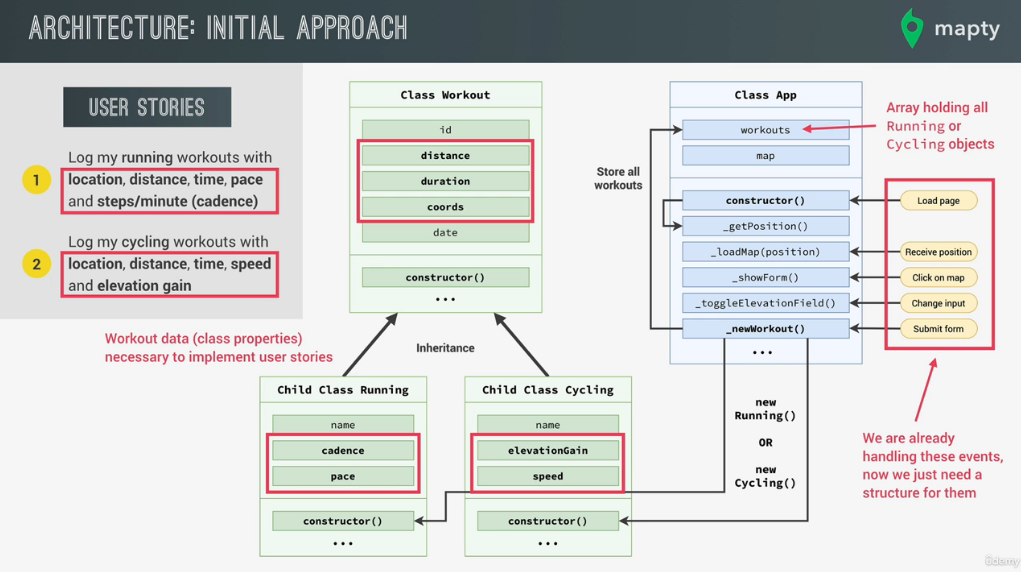 ARCHITECTURE: INITIAL APPROACH
mapty
USER STORIES
1
Log my running workouts with
location, distance, time, pace
and steps/minute (cadence)
2
Log my cycling workouts with
location, distance, time, speed
and elevation gain
Workout data (class properties)
necessary to implement user stories
Class Workout
id
distance
duration
coords
date
constructor()
...
Inheritance
Child Class Running
name
cadence
pace
constructor()
...
Child Class Cycling
name
elevationGain
speed
constructor()
...
Class App
workouts
map
constructor()
_getPosition()
_loadMap(position)
_showForm()
_toggleElevationField()
_newWorkout()
...
Store all
workouts
new
Running()
OR
new
Cycling()
Array holding all
Running or
Cycling objects
Load page
Receive position
Click on map
Change input
Submit form
We are already
handling these events,
now we just need a
structure for them
ûdemy